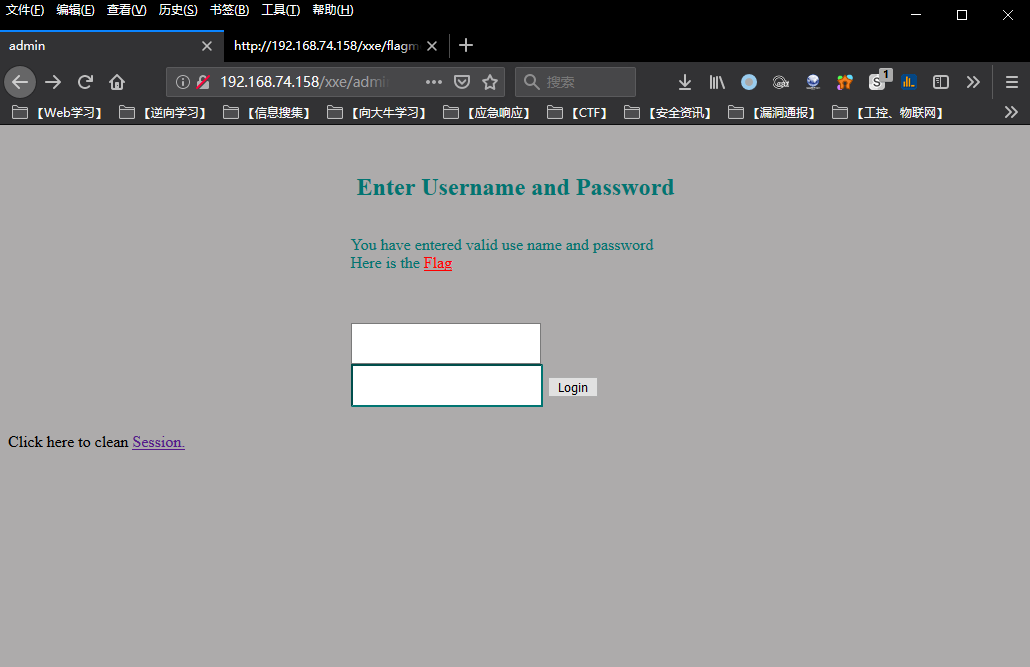 文件(F) 编辑(E) 查看(V) 历史(S) 书签(B) 工具(T) 帮助(H)
admin http://192.168.74.158/xxe/flagm
192.168.74.158/xxe/admi 搜索 S 1
【Web学习】 【逆向学习】 【信息搜集】 【向大牛学习】 【应急响应】 【CTF】 【安全资讯】 【漏洞通报】 【工控、物联网】
Enter Username and Password
You have entered valid use name and password
Here is the Flag
Login
Click here to clean Session.